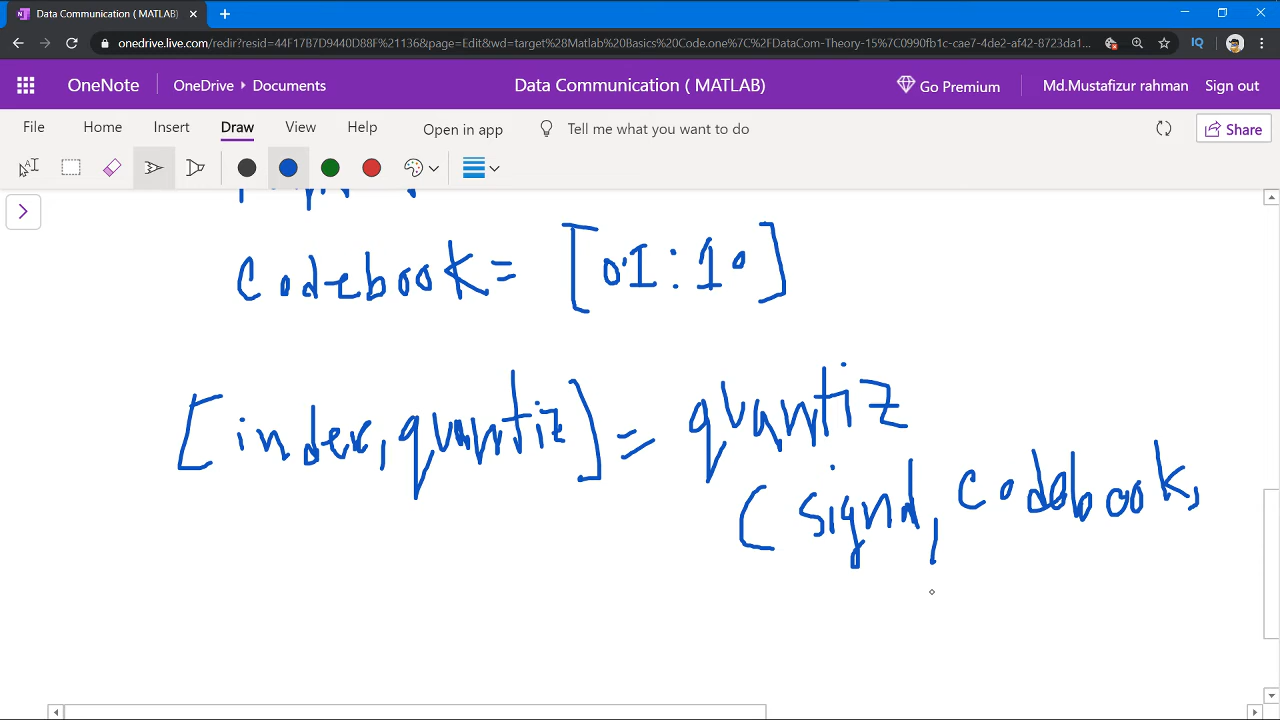 Data Communication ( MATLAB)
onedrive.live.com/redir?resid=44F17B7D9440D88F%21136&page=Edit&wd=target%28Matlab%20Basics%20Code.one%7C%2FDataCom-Theory-15%7C0990fb1c-cae7-4de2-af42-8723da1...
OneNote OneDrive Documents Data Communication ( MATLAB) Go Premium Md.Mustafizur rahman Sign out
File Home Insert Draw View Help Open in app Tell me what you want to do Share
codebook = [01:10]
[index, quantiz] = quantiz
(signd, codebook,